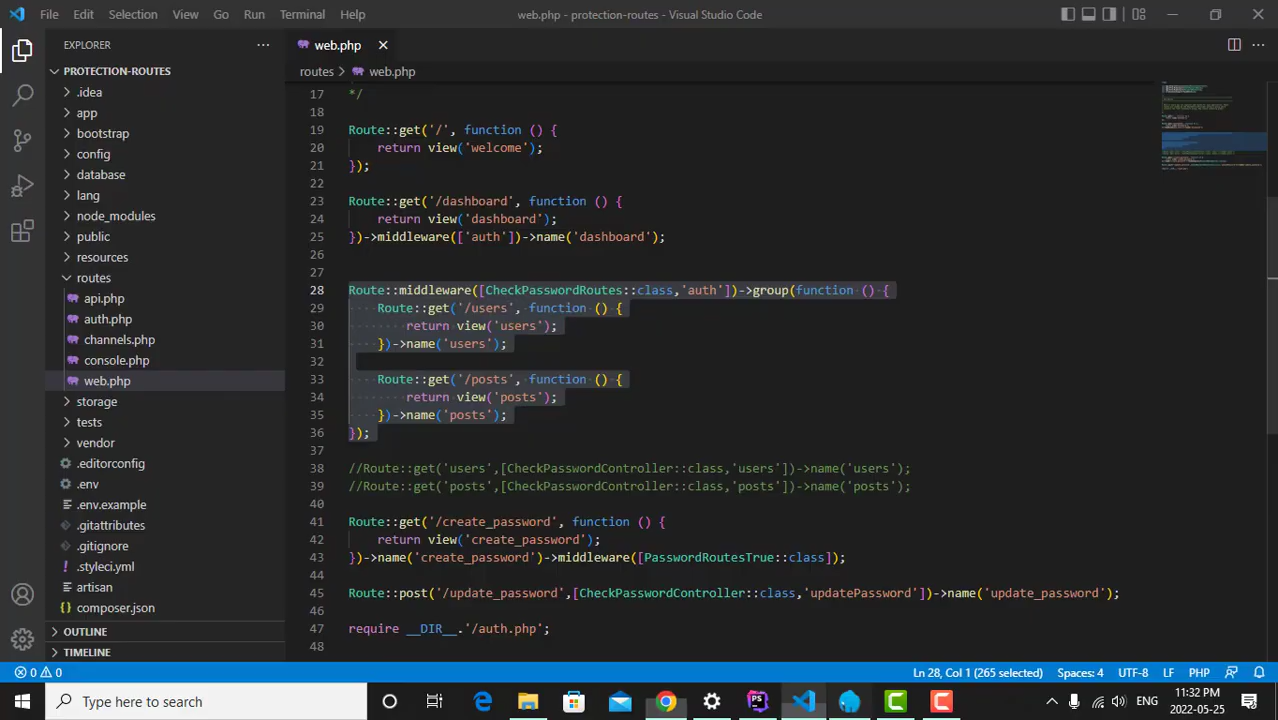 File Edit Selection View Go Run Terminal Help
web.php - protection-routes - Visual Studio Code
EXPLORER
PROTECTION-ROUTES
.idea
app
bootstrap
config
database
lang
node_modules
public
resources
routes
api.php
auth.php
channels.php
console.php
web.php
storage
tests
vendor
.editorconfig
.env
.env.example
.gitattributes
.gitignore
.styleci.yml
artisan
composer.json
OUTLINE
TIMELINE
web.php
routes > web.php
17 */
18
19 Route::get('/', function () {
20     return view('welcome');
21 });
22
23 Route::get('/dashboard', function () {
24     return view('dashboard');
25 })->middleware(['auth'])->name('dashboard');
26
27
28 Route::middleware([CheckPasswordRoutes::class,'auth'])->group(function () {
29     Route::get('/users', function () {
30         return view('users');
31     })->name('users');
32
33     Route::get('/posts', function () {
34         return view('posts');
35     })->name('posts');
36 });
37
38 //Route::get('users',[CheckPasswordController::class,'users'])->name('users');
39 //Route::get('posts',[CheckPasswordController::class,'posts'])->name('posts');
40
41 Route::get('/create_password', function () {
42     return view('create_password');
43 })->name('create_password')->middleware([PasswordRoutesTrue::class]);
44
45 Route::post('/update_password',[CheckPasswordController::class,'updatePassword'])->name('update_password');
46
47 require __DIR__.'/auth.php';
48
0 0 Ln 28, Col 1 (265 selected) Spaces: 4 UTF-8 LF PHP
Type here to search
ENG
11:32 PM
2022-05-25